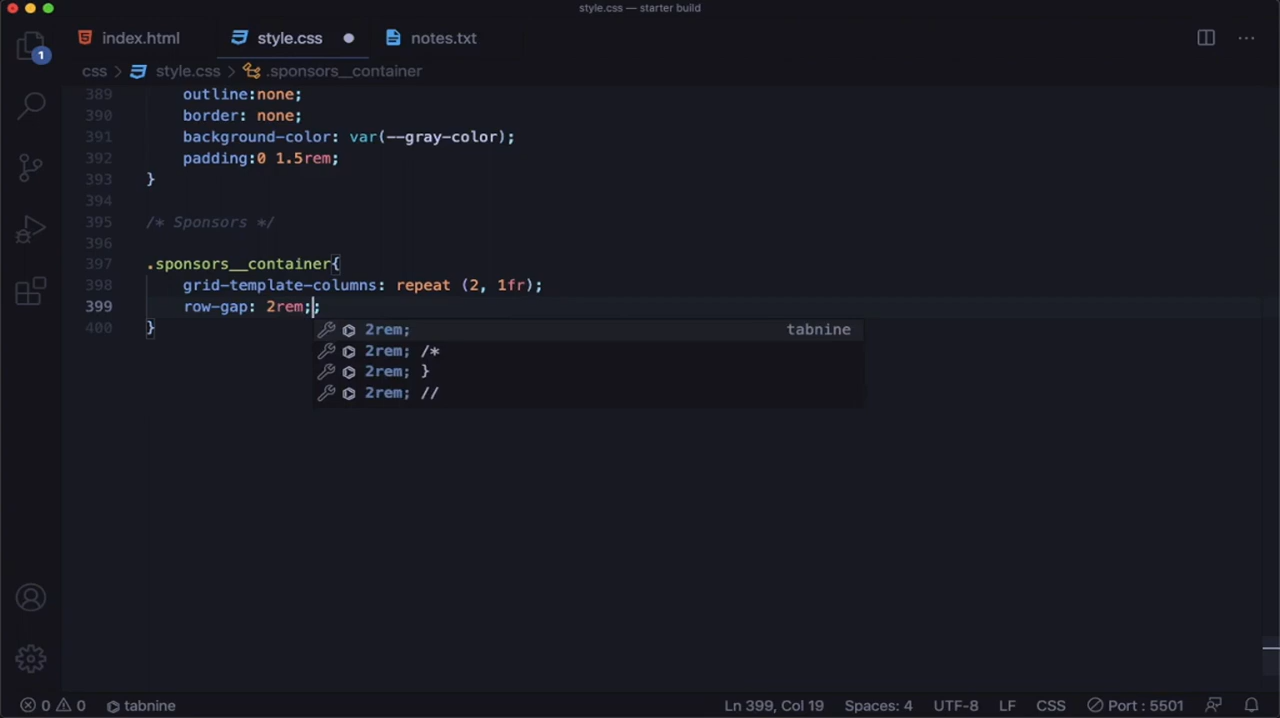 style.css — starter build
index.html
style.css
notes.txt
1
css > style.css > .sponsors__container
389 outline:none;
390 border: none;
391 background-color: var(--gray-color);
392 padding:0 1.5rem;
393 }
394
395 /* Sponsors */
396
397 .sponsors__container{
398 grid-template-columns: repeat (2, 1fr);
399 row-gap: 2rem;;
400 }
2rem; tabnine
2rem; /*
2rem; }
2rem; //
0 0 tabnine Ln 399, Col 19 Spaces: 4 UTF-8 LF CSS Port : 5501